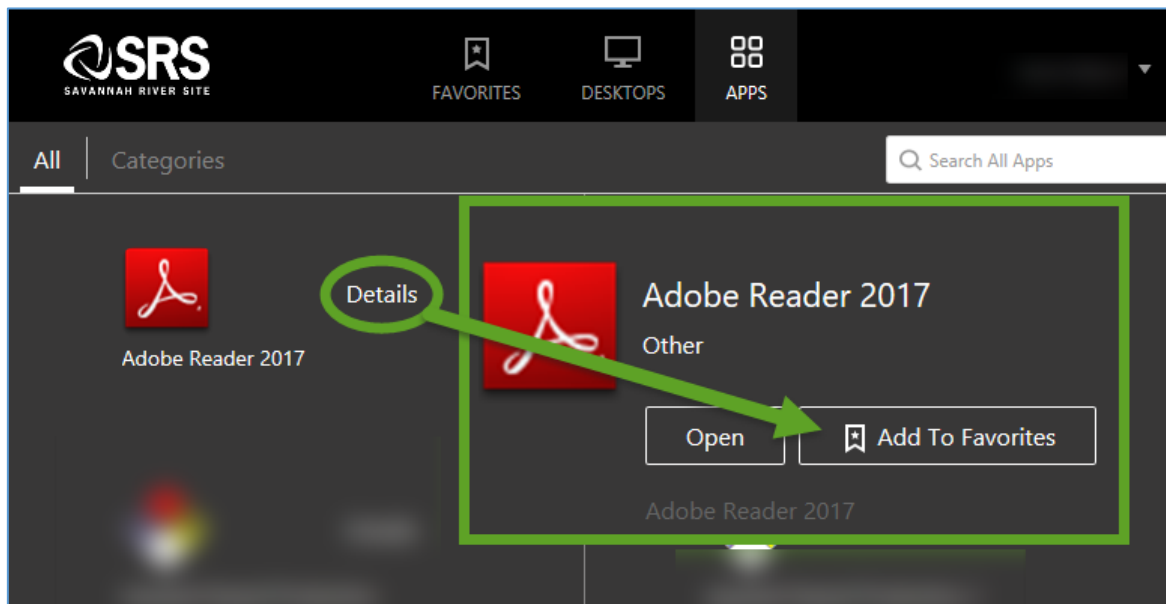 SRS
SAVANNAH RIVER SITE
FAVORITES
DESKTOPS
APPS
All
Categories
Search All Apps
Details
Adobe Reader 2017
Adobe Reader 2017
Other
Open
Add To Favorites
Adobe Reader 2017